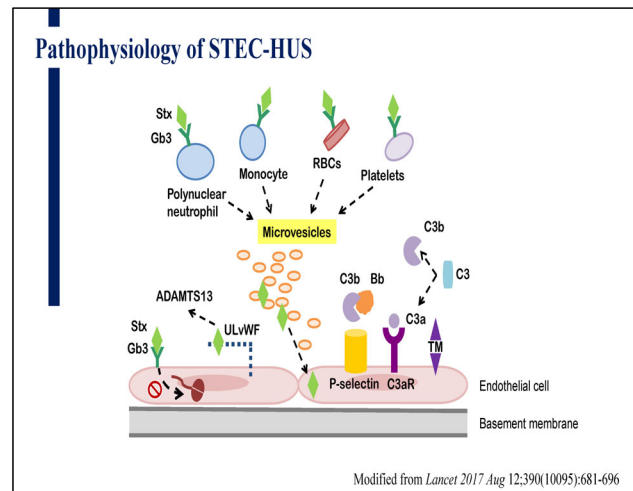 Pathophysiology of STEC-HUS
Stx
Gb3
Polynuclear
neutrophil
Monocyte
RBCs
Platelets
Microvesicles
C3b
C3
C3b Bb
C3a
ADAMTS13
ULvWF
Stx
Gb3
TM
P-selectin C3aR
Endothelial cell
Basement membrane
Modified from Lancet 2017 Aug 12;390(10095):681-696